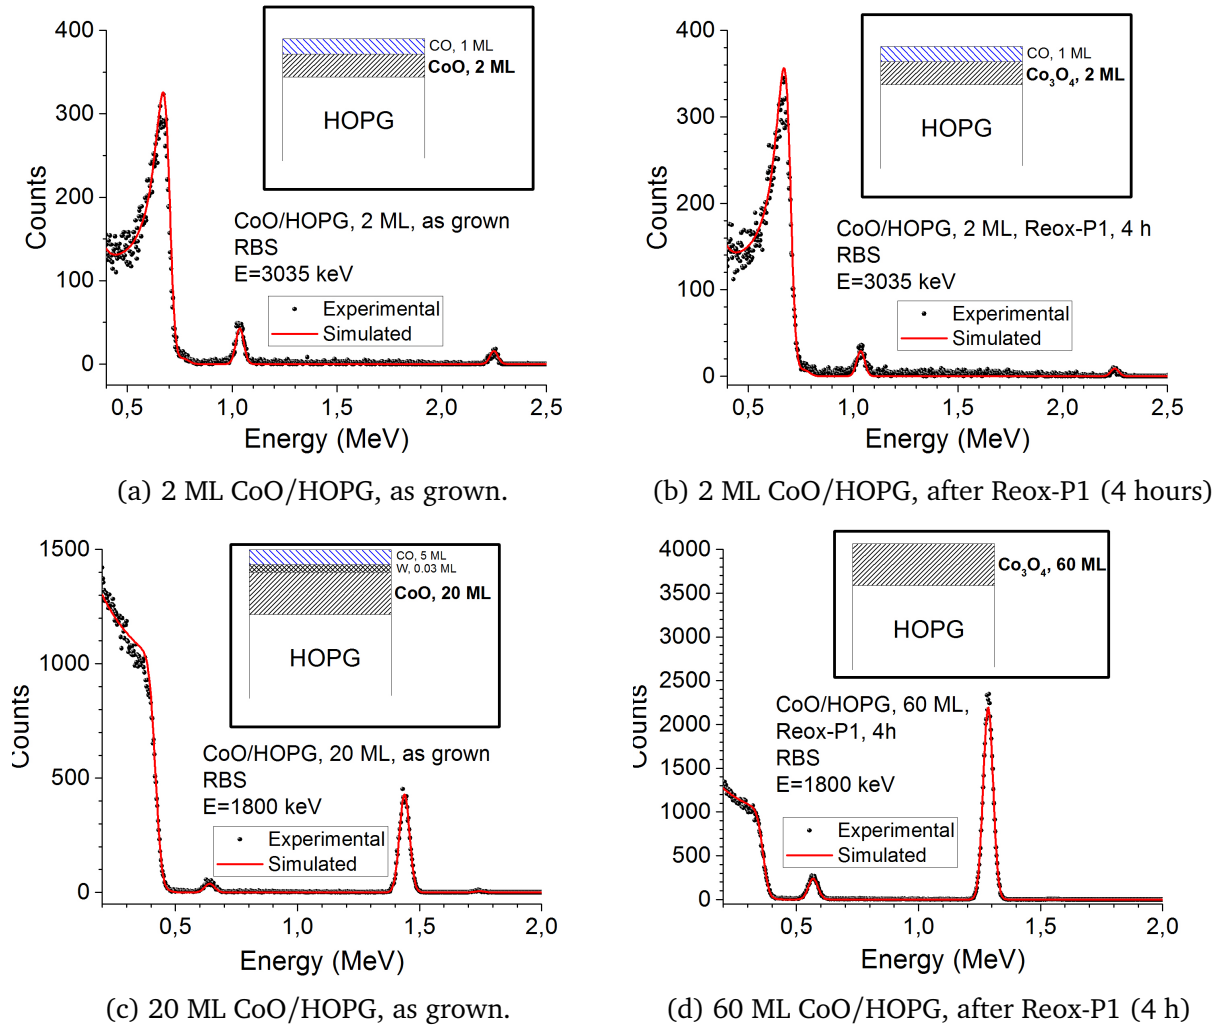 400
300
200
100
0
Counts
CO, 1 ML
CoO, 2 ML
HOPG
CoO/HOPG, 2 ML, as grown
RBS
E=3035 keV
Experimental
Simulated
0,5 1,0 1,5 2,0 2,5
Energy (MeV)
(a) 2 ML CoO/HOPG, as grown.
400
300
200
100
0
Counts
CO, 1 ML
Co₃O₄, 2 ML
HOPG
CoO/HOPG, 2 ML, Reox-P1, 4 h
RBS
E=3035 keV
Experimental
Simulated
0,5 1,0 1,5 2,0 2,5
Energy (MeV)
(b) 2 ML CoO/HOPG, after Reox-P1 (4 hours)
1500
1000
500
0
Counts
CO, 5 ML
W, 0.03 ML
CoO, 20 ML
HOPG
CoO/HOPG, 20 ML, as grown
RBS
E=1800 keV
Experimental
Simulated
0,5 1,0 1,5 2,0
Energy (MeV)
(c) 20 ML CoO/HOPG, as grown.
4000
3500
3000
2500
2000
1500
1000
500
0
Counts
Co₃O₄, 60 ML
HOPG
CoO/HOPG, 60 ML,
Reox-P1, 4h
RBS
E=1800 keV
Experimental
Simulated
0,5 1,0 1,5 2,0
Energy (MeV)
(d) 60 ML CoO/HOPG, after Reox-P1 (4 h)